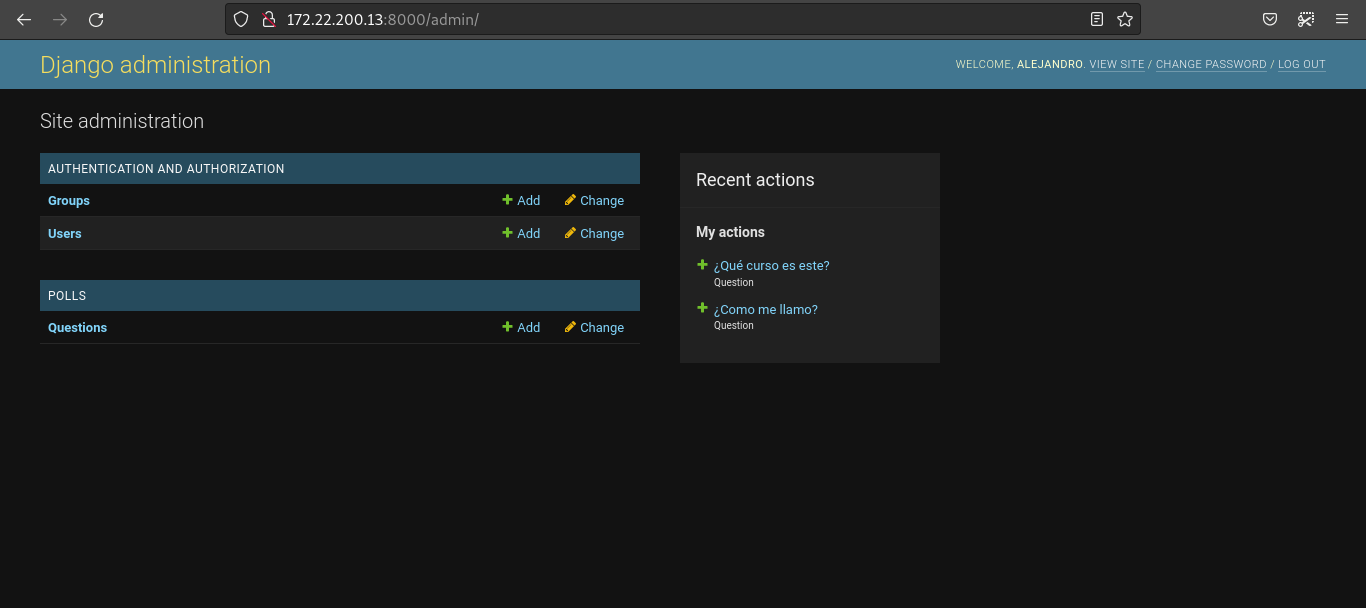 172.22.200.13:8000/admin/
Django administration
WELCOME, ALEJANDRO. VIEW SITE / CHANGE PASSWORD / LOG OUT
Site administration
AUTHENTICATION AND AUTHORIZATION
Groups Add Change
Users Add Change
POLLS
Questions Add Change
Recent actions
My actions
¿Qué curso es este?
Question
¿Como me llamo?
Question